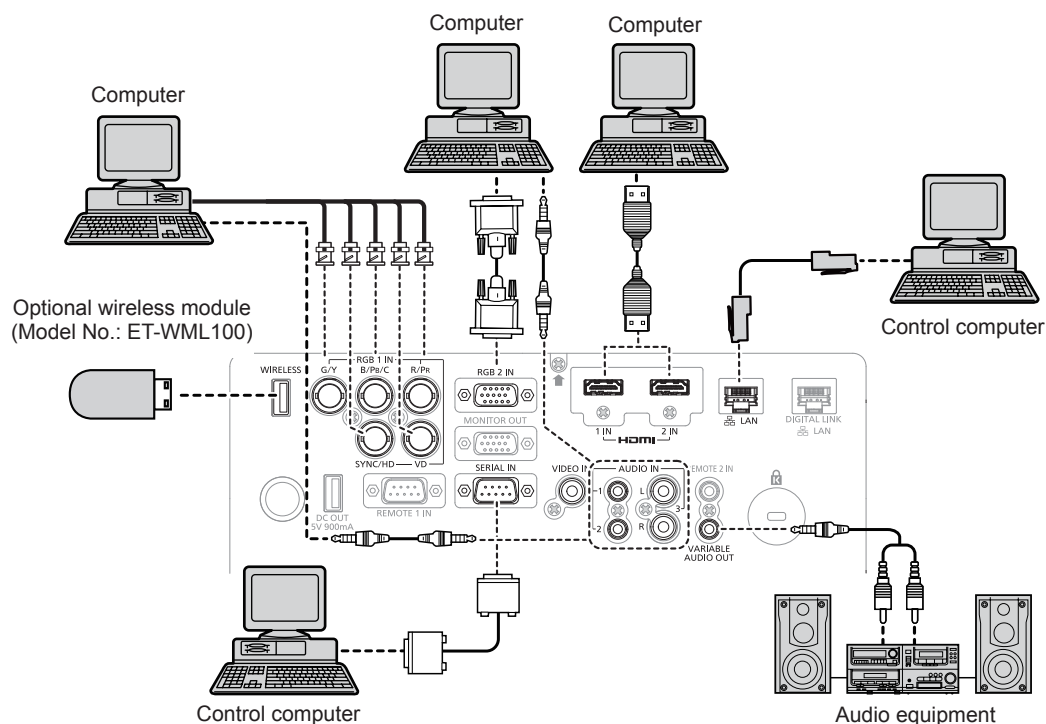 Computer
Computer
Computer
Optional wireless module
(Model No.: ET-WML100)
Control computer
WIRELESS
RGB 1 IN
G/Y
B/PB/C
R/PR
SYNC/HD
VD
RGB 2 IN
MONITOR OUT
SERIAL IN
1 IN
2 IN
HDMI
LAN
DIGITAL LINK
LAN
DC OUT
5V 900mA
REMOTE 1 IN
VIDEO IN
AUDIO IN
1
2
L
R
3
EMOTE 2 IN
VARIABLE
AUDIO OUT
K
Control computer
Audio equipment